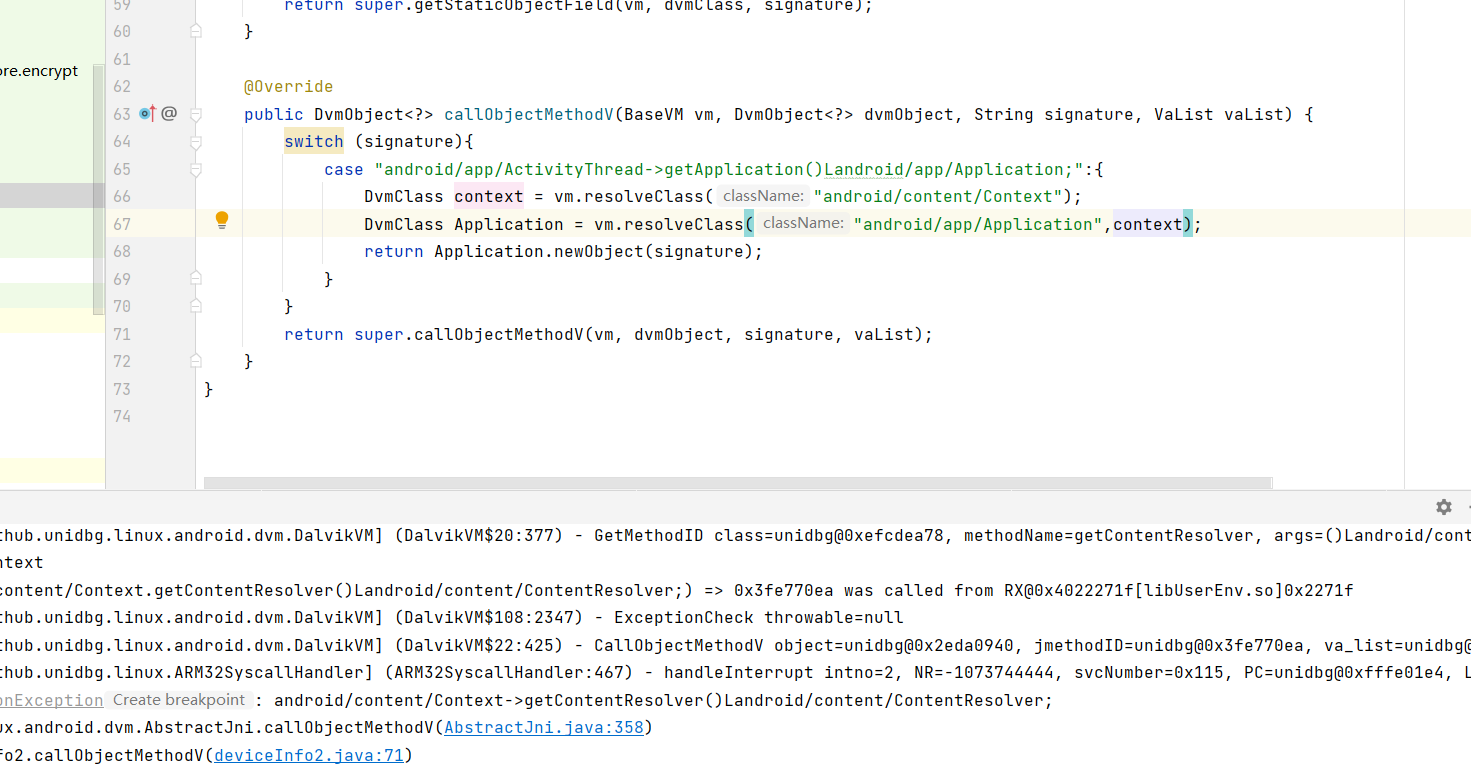 59 return super.getStaticObjectField(vm, dvmClass, signature);
60 }
61
ore.encrypt
62 @Override
63 @ public DvmObject<?> callObjectMethodV(BaseVM vm, DvmObject<?> dvmObject, String signature, VaList vaList) {
64 switch (signature){
65 case "android/app/ActivityThread->getApplication()Landroid/app/Application;":{
66 DvmClass context = vm.resolveClass( className: "android/content/Context");
67 DvmClass Application = vm.resolveClass( className: "android/app/Application",context);
68 return Application.newObject(signature);
69 }
70 }
71 return super.callObjectMethodV(vm, dvmObject, signature, vaList);
72 }
73 }
74
thub.unidbg.linux.android.dvm.DalvikVM] (DalvikVM$20:377) - GetMethodID class=unidbg@0xefcdea78, methodName=getContentResolver, args=()Landroid/cont
ntext
content/Context.getContentResolver()Landroid/content/ContentResolver;) => 0x3fe770ea was called from RX@0x4022271f[libUserEnv.so]0x2271f
thub.unidbg.linux.android.dvm.DalvikVM] (DalvikVM$108:2347) - ExceptionCheck throwable=null
thub.unidbg.linux.android.dvm.DalvikVM] (DalvikVM$22:425) - CallObjectMethodV object=unidbg@0x2eda0940, jmethodID=unidbg@0x3fe770ea, va_list=unidbg@
thub.unidbg.linux.ARM32SyscallHandler] (ARM32SyscallHandler:467) - handleInterrupt intno=2, NR=-1073744444, svcNumber=0x115, PC=unidbg@0xfffe01e4, L
onException Create breakpoint : android/content/Context->getContentResolver()Landroid/content/ContentResolver;
ux.android.dvm.AbstractJni.callObjectMethodV(AbstractJni.java:358)
fo2.callObjectMethodV(deviceInfo2.java:71)